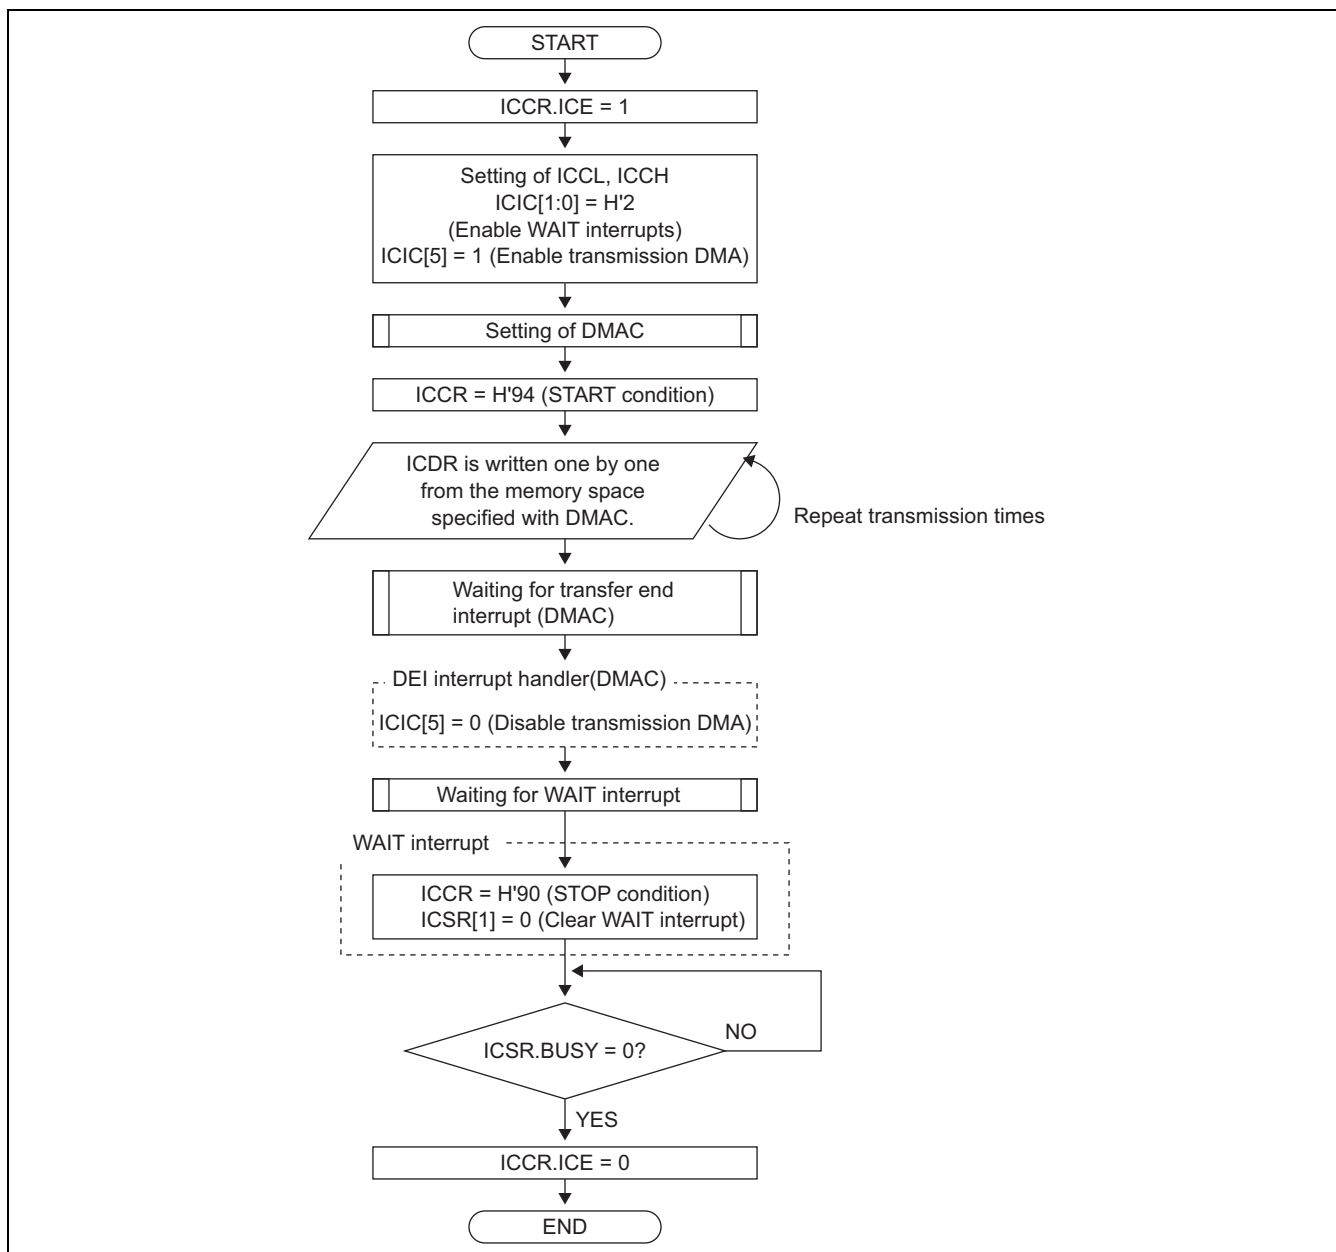 START
ICCR.ICE = 1
Setting of ICCL, ICCH
ICIC[1:0] = H'2
(Enable WAIT interrupts)
ICIC[5] = 1 (Enable transmission DMA)
Setting of DMAC
ICCR = H'94 (START condition)
ICDR is written one by one
from the memory space
specified with DMAC.
Repeat transmission times
Waiting for transfer end
interrupt (DMAC)
DEI interrupt handler(DMAC)
ICIC[5] = 0 (Disable transmission DMA)
Waiting for WAIT interrupt
WAIT interrupt
ICCR = H'90 (STOP condition)
ICSR[1] = 0 (Clear WAIT interrupt)
NO
ICSR.BUSY = 0?
YES
ICCR.ICE = 0
END